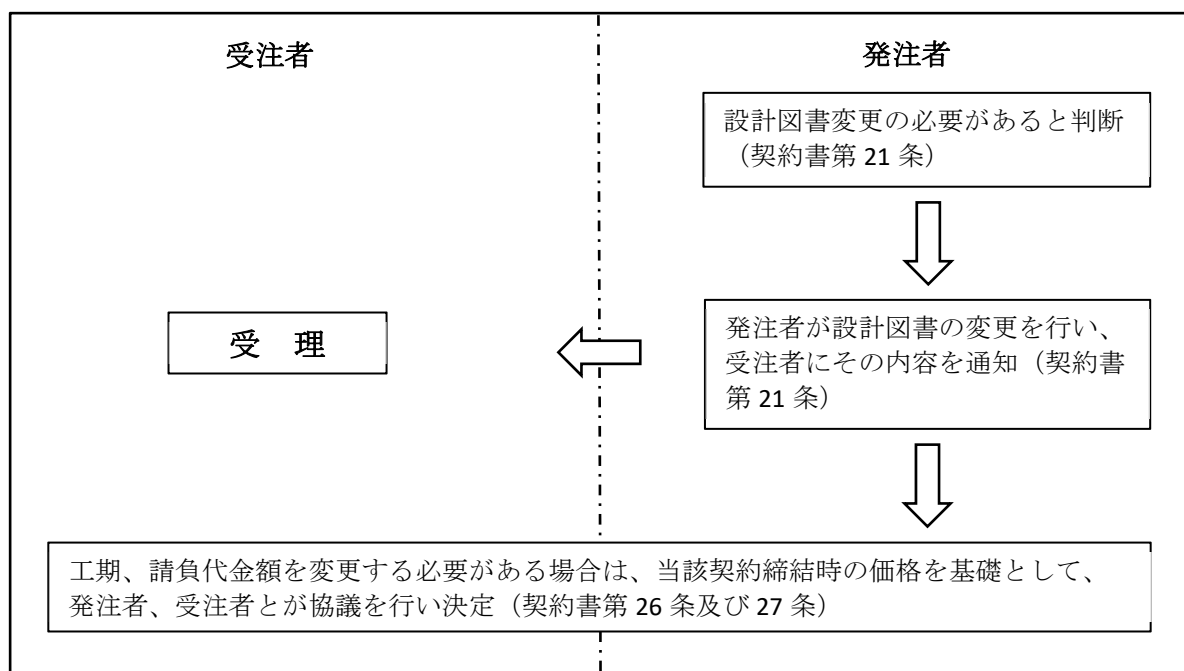 受注者
発注者
設計図書変更の必要があると判断
（契約書第 21 条）
発注者が設計図書の変更を行い、
受注者にその内容を通知（契約書
第 21 条）
受　理
工期、請負代金額を変更する必要がある場合は、当該契約締結時の価格を基礎として、
発注者、受注者とが協議を行い決定（契約書第 26 条及び 27 条）